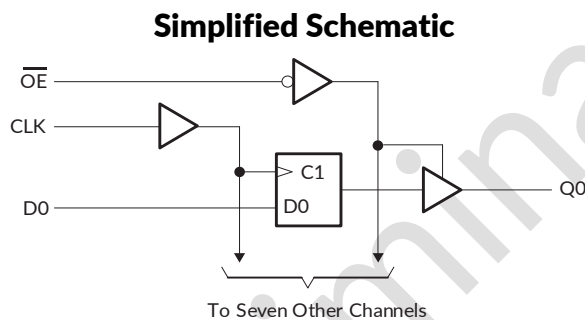 Simplified Schematic
OE
CLK
C1
D0
D0
Q0
To Seven Other Channels